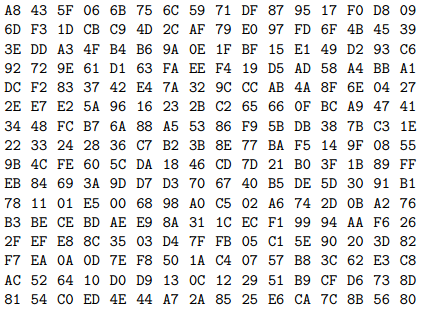 A8 43 5F 06 6B 75 6C 59 71 DF 87 95 17 F0 D8 09
6D F3 1D CB C9 4D 2C AF 79 E0 97 FD 6F 4B 45 39
3E DD A3 4F B4 B6 9A 0E 1F BF 15 E1 49 D2 93 C6
92 72 9E 61 D1 63 FA EE F4 19 D5 AD 58 A4 BB A1
DC F2 83 37 42 E4 7A 32 9C CC AB 4A 8F 6E 04 27
2E E7 E2 5A 96 16 23 2B C2 65 66 0F BC A9 47 41
34 48 FC B7 6A 88 A5 53 86 F9 5B DB 38 7B C3 1E
22 33 24 28 36 C7 B2 3B 8E 77 BA F5 14 9F 08 55
9B 4C FE 60 5C DA 18 46 CD 7D 21 B0 3F 1B 89 FF
EB 84 69 3A 9D D7 D3 70 67 40 B5 DE 5D 30 91 B1
78 11 01 E5 00 68 98 A0 C5 02 A6 74 2D 0B A2 76
B3 BE CE BD AE E9 8A 31 1C EC F1 99 94 AA F6 26
2F EF E8 8C 35 03 D4 7F FB 05 C1 5E 90 20 3D 82
F7 EA 0A 0D 7E F8 50 1A C4 07 57 B8 3C 62 E3 C8
AC 52 64 10 D0 D9 13 0C 12 29 51 B9 CF D6 73 8D
81 54 C0 ED 4E 44 A7 2A 85 25 E6 CA 7C 8B 56 80